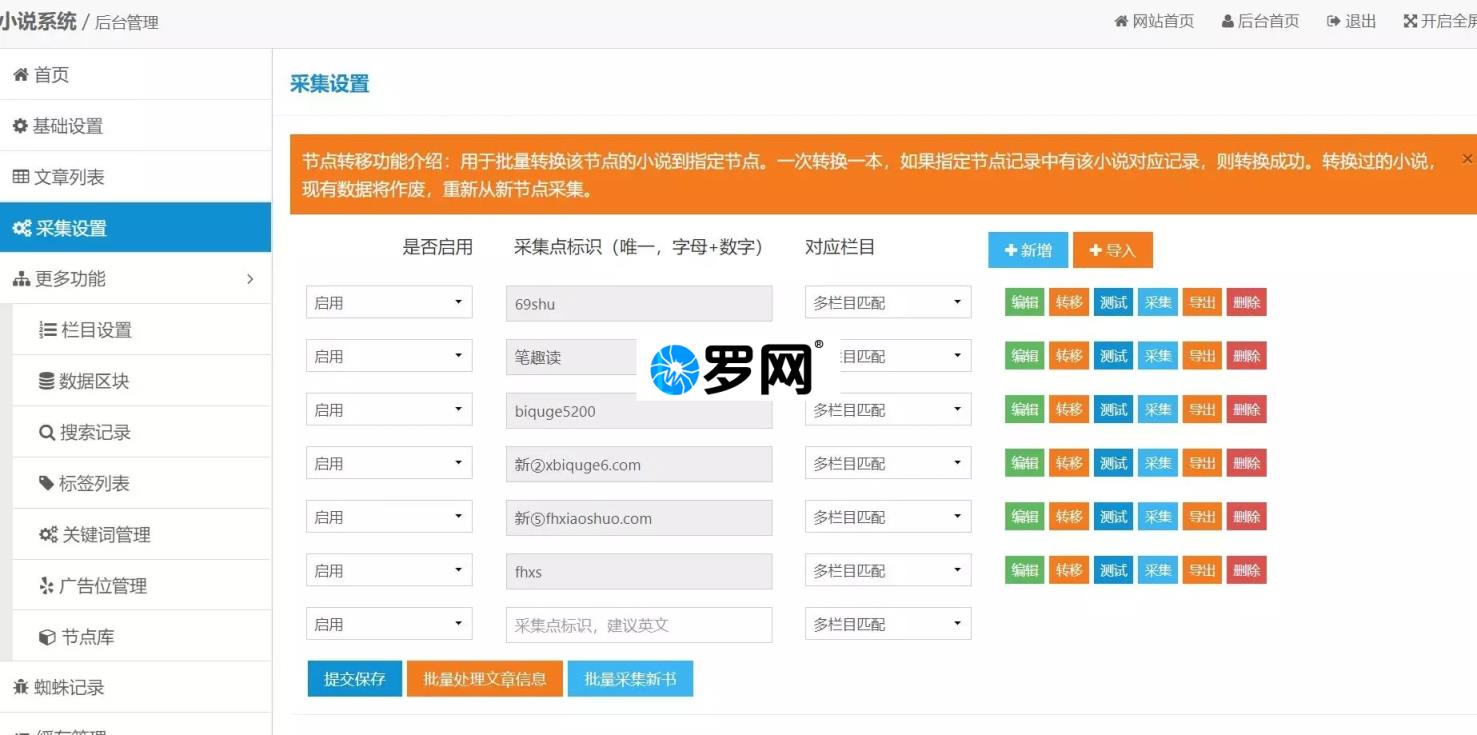 小说系统 / 后台管理
网站首页 后台首页 退出 开启全屏
首页
基础设置
文章列表
采集设置
更多功能
栏目设置
数据区块
搜索记录
标签列表
关键词管理
广告位管理
节点库
蜘蛛记录
缓存管理
采集设置
节点转移功能介绍：用于批量转换该节点的小说到指定节点。一次转换一本，如果指定节点记录中有该小说对应记录，则转换成功。转换过的小说，
现有数据将作废，重新从新节点采集。
×
是否启用 采集点标识（唯一，字母+数字） 对应栏目 新增 导入
启用 69shu 多栏目匹配 编辑 转移 测试 采集 导出 删除
启用 笔趣读 栏目匹配 编辑 转移 测试 采集 导出 删除
罗网®
启用 biquge5200 多栏目匹配 编辑 转移 测试 采集 导出 删除
启用 新②xbiquge6.com 多栏目匹配 编辑 转移 测试 采集 导出 删除
启用 新⑤fhxiaoshuo.com 多栏目匹配 编辑 转移 测试 采集 导出 删除
启用 fhxs 多栏目匹配 编辑 转移 测试 采集 导出 删除
启用 采集点标识，建议英文 多栏目匹配
提交保存 批量处理文章信息 批量采集新书